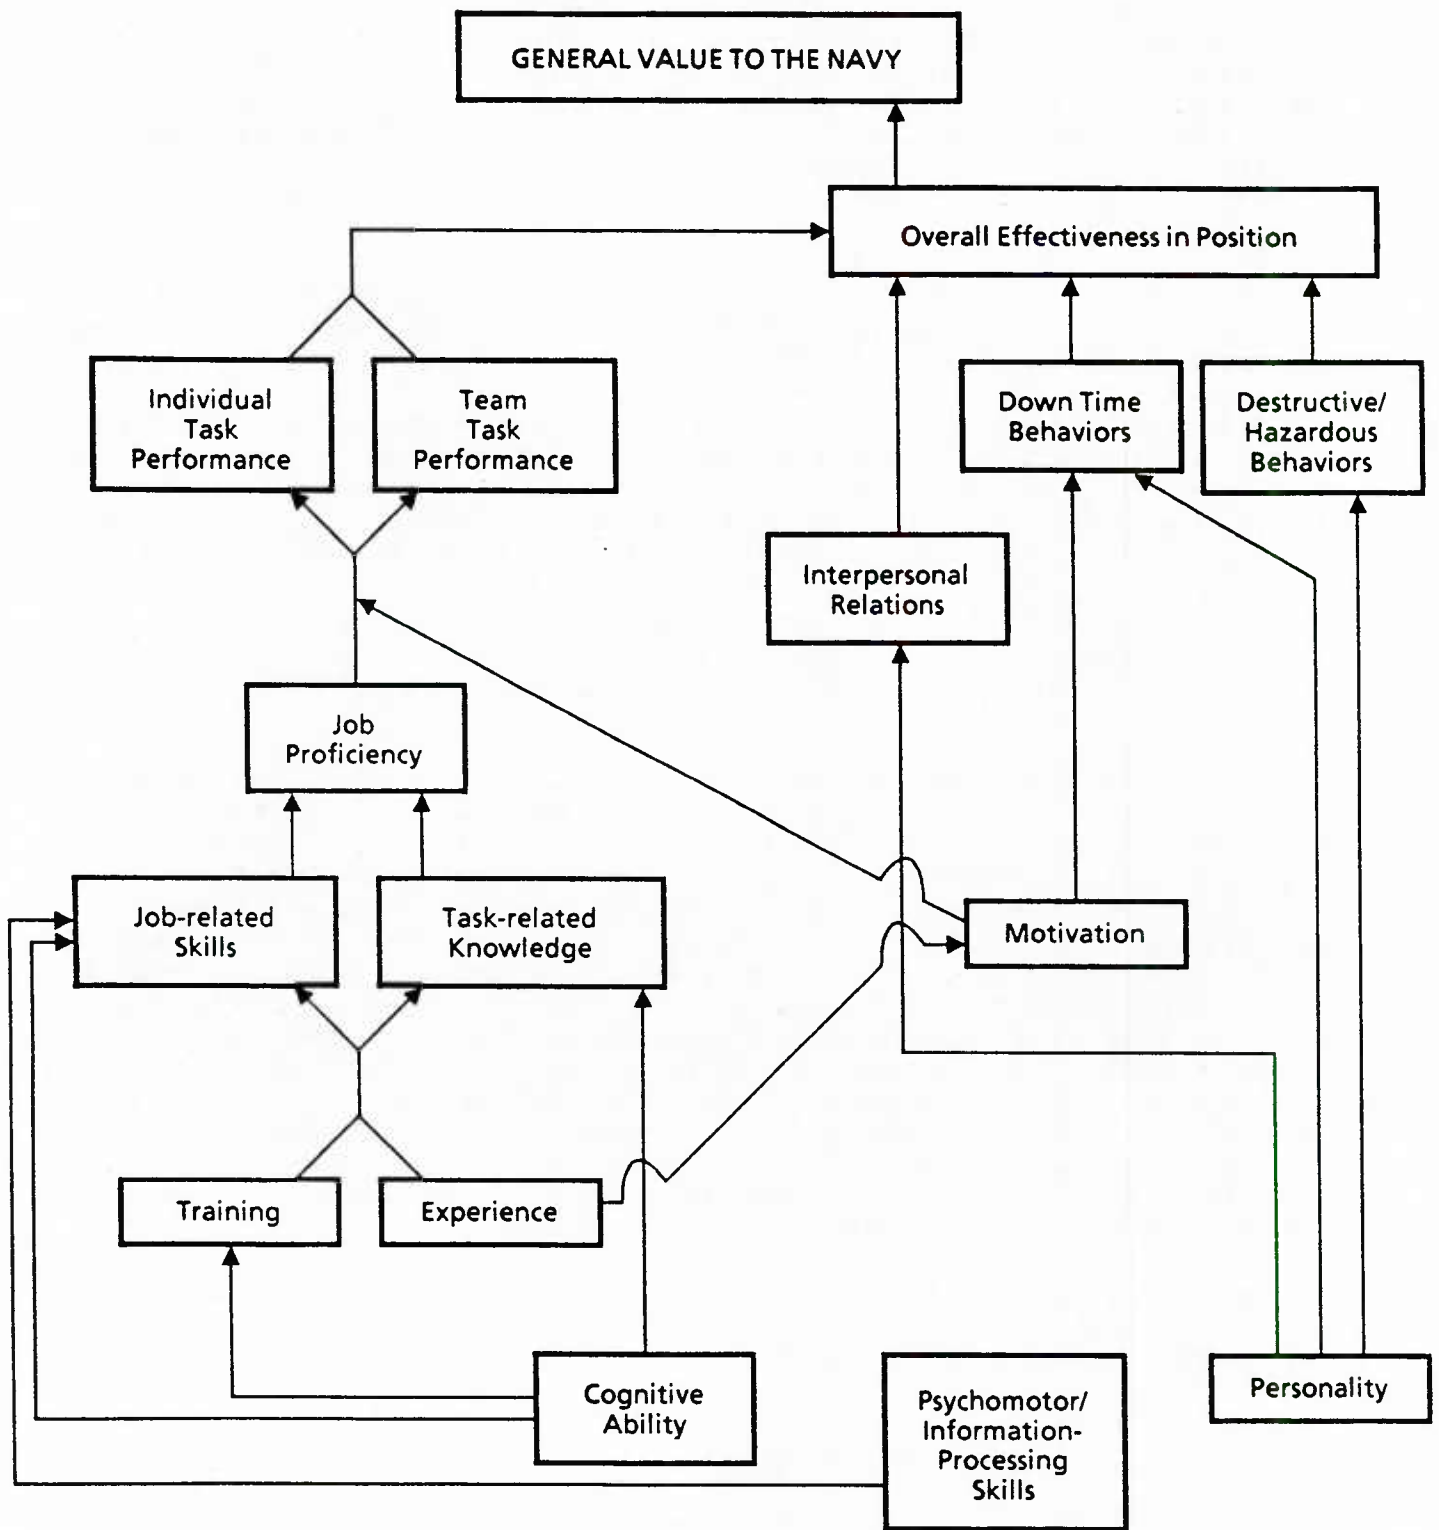 GENERAL VALUE TO THE NAVY
Overall Effectiveness in Position
Individual
Task
Performance
Team
Task
Performance
Down Time
Behaviors
Destructive/
Hazardous
Behaviors
Interpersonal
Relations
Job
Proficiency
Job-related
Skills
Task-related
Knowledge
Motivation
Training
Experience
Cognitive
Ability
Psychomotor/
Information-
Processing
Skills
Personality